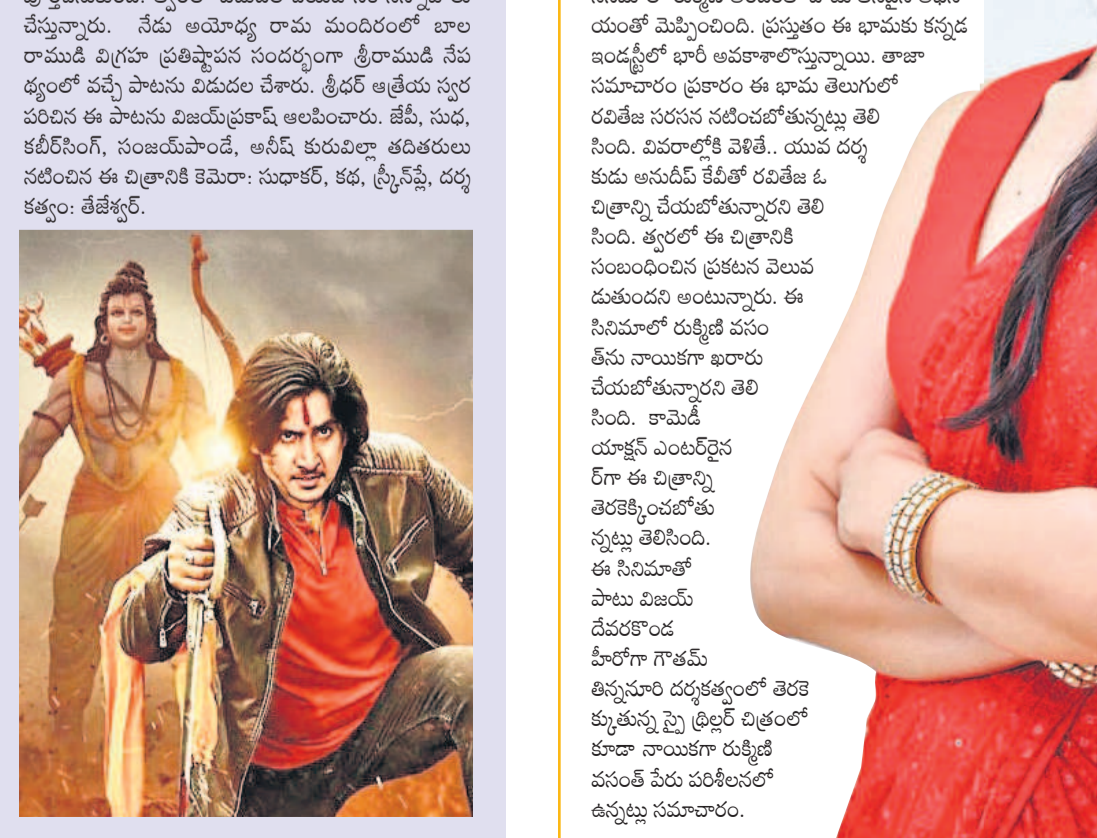 చేస్తున్నారు. నేడు అయోధ్య రామ మందిరంలో బాల
రాముడి విగ్రహ ప్రతిష్టాపన సందర్భంగా శ్రీరాముడి నేప
థ్యంలో వచ్చే పాటను విడుదల చేశారు. శ్రీధర్ ఆత్రేయ స్వర
పరిచిన ఈ పాటను విజయ్‌ప్రకాష్ ఆలపించారు. జేపీ, సుధ,
కబీర్‌సింగ్, సంజయ్‌పాండే, అనీష్ కురువిల్లా తదితరులు
నటించిన ఈ చిత్రానికి కెమెరా: సుధాకర్, కథ, స్క్రీన్‌ప్లే, దర్శ
కత్వం: తేజేశ్వర్.
యంతో మెప్పించింది. ప్రస్తుతం ఈ భామకు కన్నడ
ఇండస్ట్రీలో భారీ అవకాశాలొస్తున్నాయి. తాజా
సమాచారం ప్రకారం ఈ భామ తెలుగులో
రవితేజ సరసన నటించబోతున్నట్లు తెలి
సింది. వివరాల్లోకి వెళితే.. యువ దర్శ
కుడు అనుదీప్ కేవీతో రవితేజ ఓ
చిత్రాన్ని చేయబోతున్నారని తెలి
సింది. త్వరలో ఈ చిత్రానికి
సంబంధించిన ప్రకటన వెలువ
డుతుందని అంటున్నారు. ఈ
సినిమాలో రుక్మిణి వసం
త్‌ను నాయికగా ఖరారు
చేయబోతున్నారని తెలి
సింది. కామెడీ
యాక్షన్ ఎంటర్‌రైన
ర్‌గా ఈ చిత్రాన్ని
తెరకెక్కించబోతు
న్నట్లు తెలిసింది.
ఈ సినిమాతో
పాటు విజయ్
దేవరకొండ
హీరోగా గౌతమ్
తిన్ననూరి దర్శకత్వంలో తెరకె
క్కుతున్న స్పై థ్రిల్లర్ చిత్రంలో
కూడా నాయికగా రుక్మిణి
వసంత్ పేరు పరిశీలనలో
ఉన్నట్లు సమాచారం.